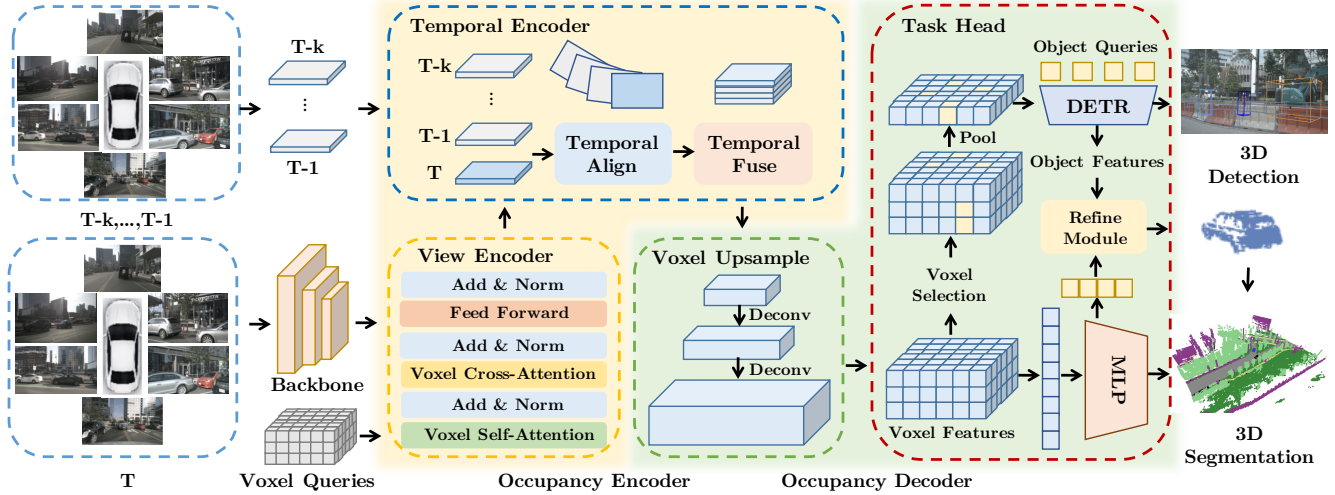 T-k,...,T-1
T
T-k
⋮
T-1
Backbone
Voxel Queries
Temporal Encoder
T-k
⋮
T-1
T
Temporal
Align
Temporal
Fuse
View Encoder
Add & Norm
Feed Forward
Add & Norm
Voxel Cross-Attention
Add & Norm
Voxel Self-Attention
Occupancy Encoder
Voxel Upsample
Deconv
Deconv
Occupancy Decoder
Task Head
Object Queries
DETR
Pool
Object Features
Refine
Module
Voxel
Selection
MLP
Voxel Features
3D
Detection
3D
Segmentation